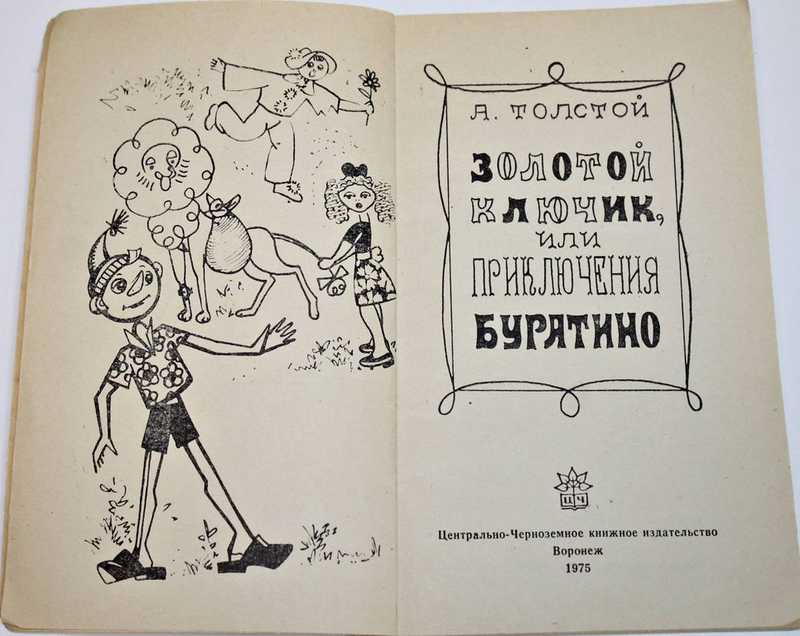 А. ТОЛСТОЙ
ЗОЛОТОЙ
КЛЮЧИК,
ИЛИ
ПРИКЛЮЧЕНИЯ
БУРАТИНО
ЦЧ
Центрально-Черноземное книжное издательство
Воронеж
1975